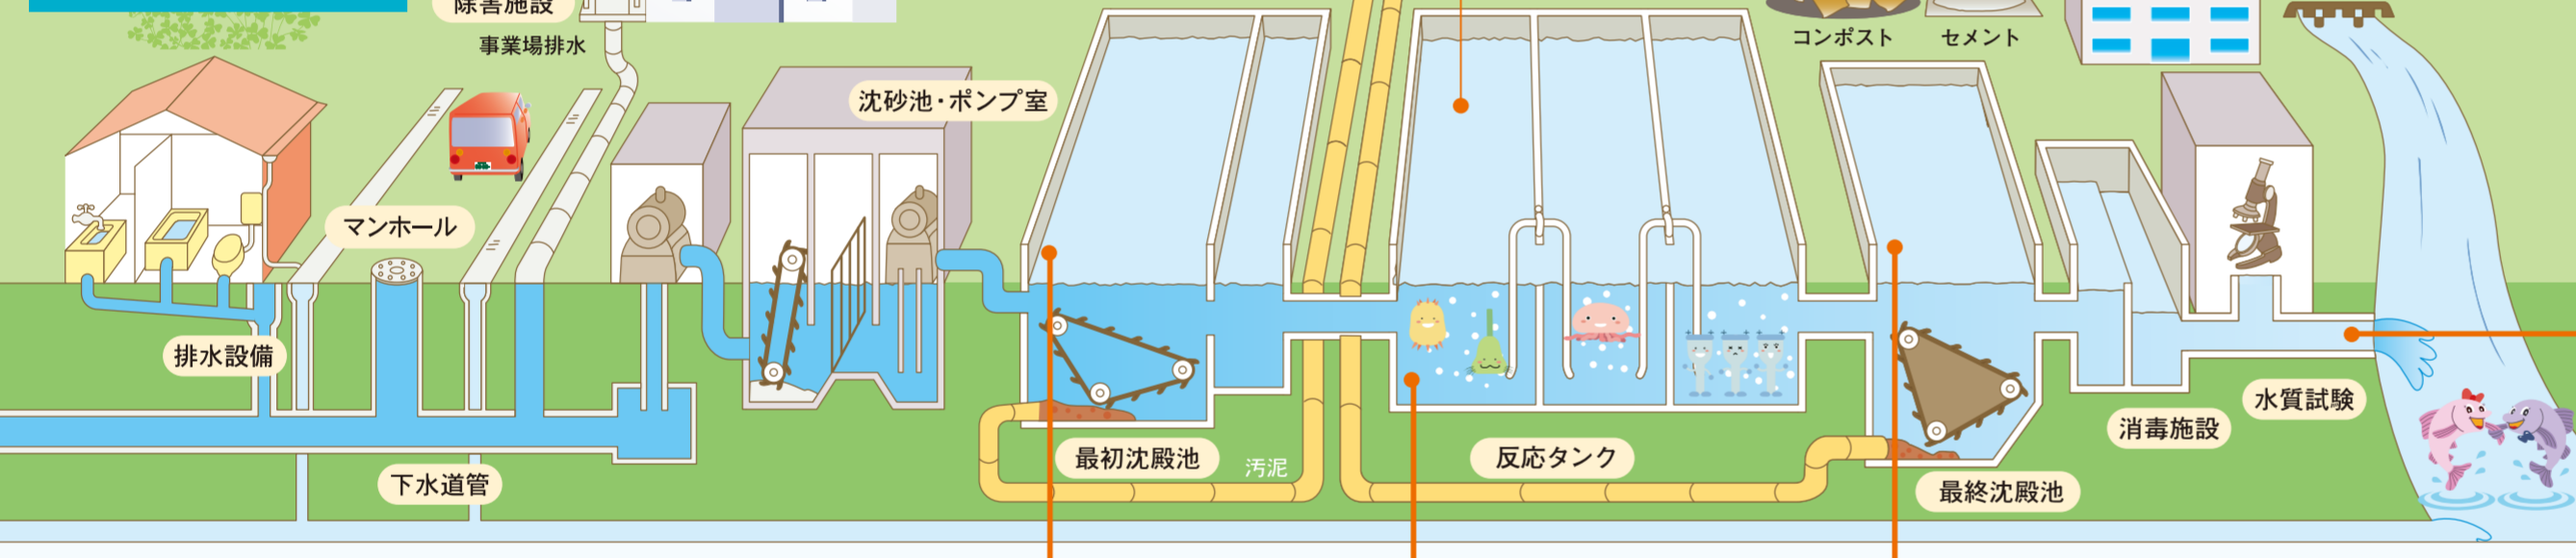 除害施設
事業場排水
コンポスト
セメント
沈砂池・ポンプ室
マンホール
排水設備
下水道管
最初沈殿池
汚泥
反応タンク
最終沈殿池
消毒施設
水質試験